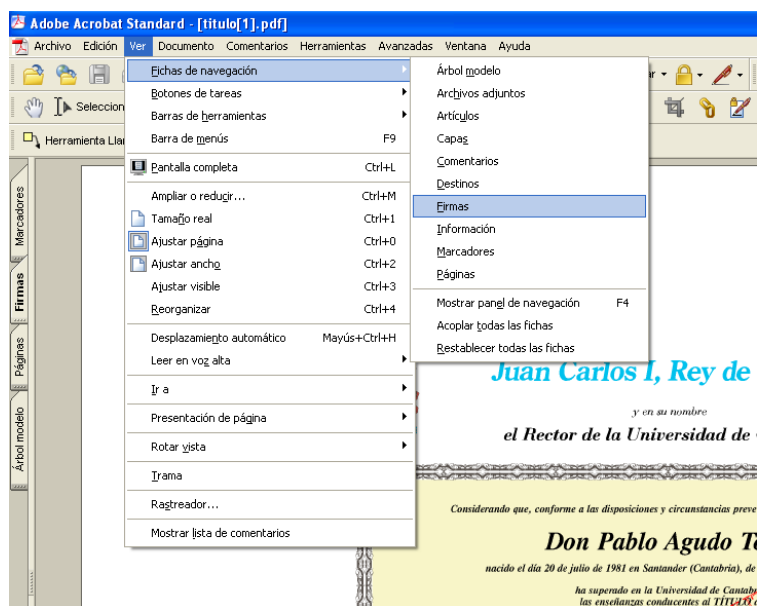 Adobe Acrobat Standard - [titulo[1].pdf]
Archivo Edición Ver Documento Comentarios Herramientas Avanzadas Ventana Ayuda
Seleccion
Herramienta Lla
Marcadores
Firmas
Páginas
Árbol modelo
Fichas de navegación
Botones de tareas
Barras de herramientas
Barra de menús F9
Pantalla completa Ctrl+L
Ampliar o reducir... Ctrl+M
Tamaño real Ctrl+1
Ajustar página Ctrl+0
Ajustar ancho Ctrl+2
Ajustar visible Ctrl+3
Reorganizar Ctrl+4
Desplazamiento automático Mayús+Ctrl+H
Leer en voz alta
Ir a
Presentación de página
Rotar vista
Trama
Rastreador...
Mostrar lista de comentarios
Árbol modelo
Archivos adjuntos
Artículos
Capas
Comentarios
Destinos
Firmas
Información
Marcadores
Páginas
Mostrar panel de navegación F4
Acoplar todas las fichas
Restablecer todas las fichas
Juan Carlos I, Rey de
y en su nombre
el Rector de la Universidad de
Considerando que, conforme a las disposiciones y circunstancias preve
Don Pablo Agudo Te
nacido el día 20 de julio de 1981 en Santander (Cantabria), de
ha superado en la Universidad de Cantab
las enseñanzas conducentes al TÍTULO